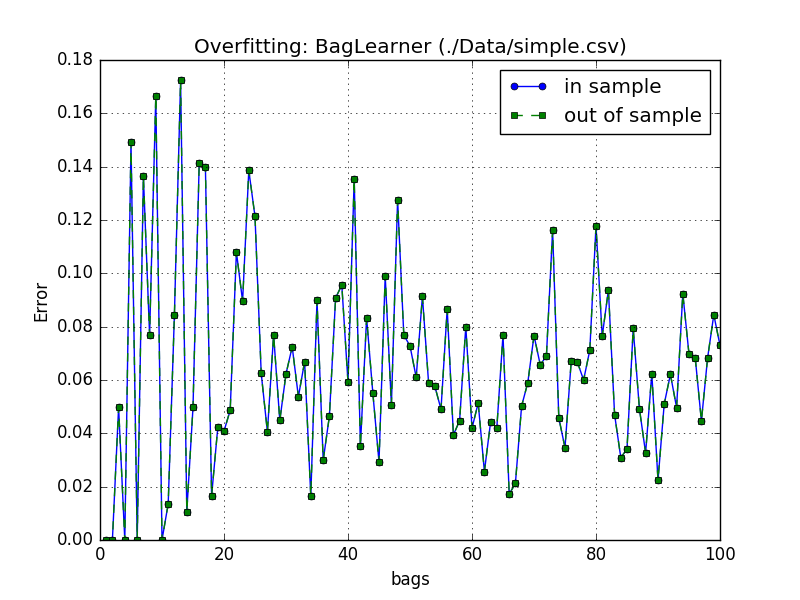 Overfitting: BagLearner (./Data/simple.csv)
in sample
out of sample
0.18
0.16
0.14
0.12
0.10
0.08
0.06
0.04
0.02
0.00
Error
0 20 40 60 80 100
bags